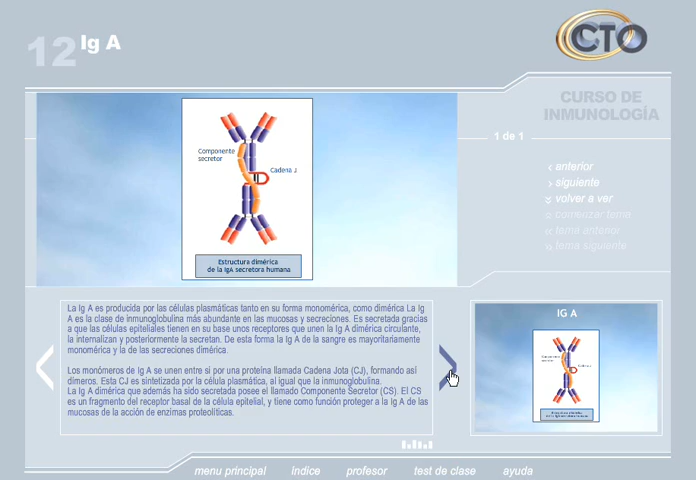 12 Ig A
CTO
CURSO DE
INMUNOLOGÍA
1 de 1
Componente
secretor
Cadena J
Estructura dimérica
de la IgA secretora humana
anterior
siguiente
volver a ver
comenzar tema
tema anterior
tema siguiente
La Ig A es producida por las células plasmáticas tanto en su forma monomérica, como dimérica La Ig
A es la clase de inmunoglobulina más abundante en las mucosas y secreciones. Es secretada gracias
a que las células epiteliales tienen en su base unos receptores que unen la Ig A dimérica circulante,
la internalizan y posteriormente la secretan. De esta forma la Ig A de la sangre es mayoritariamente
monomérica y la de las secreciones dimérica.
Los monómeros de Ig A se unen entre si por una proteína llamada Cadena Jota (CJ), formando así
dímeros. Esta CJ es sintetizada por la célula plasmática, al igual que la inmunoglobulina.
La Ig A dimérica que además ha sido secretada posee el llamado Componente Secretor (CS). El CS
es un fragmento del receptor basal de la célula epitelial, y tiene como función proteger a la Ig A de las
mucosas de la acción de enzimas proteolíticas.
IG A
menu principal índice profesor test de clase ayuda